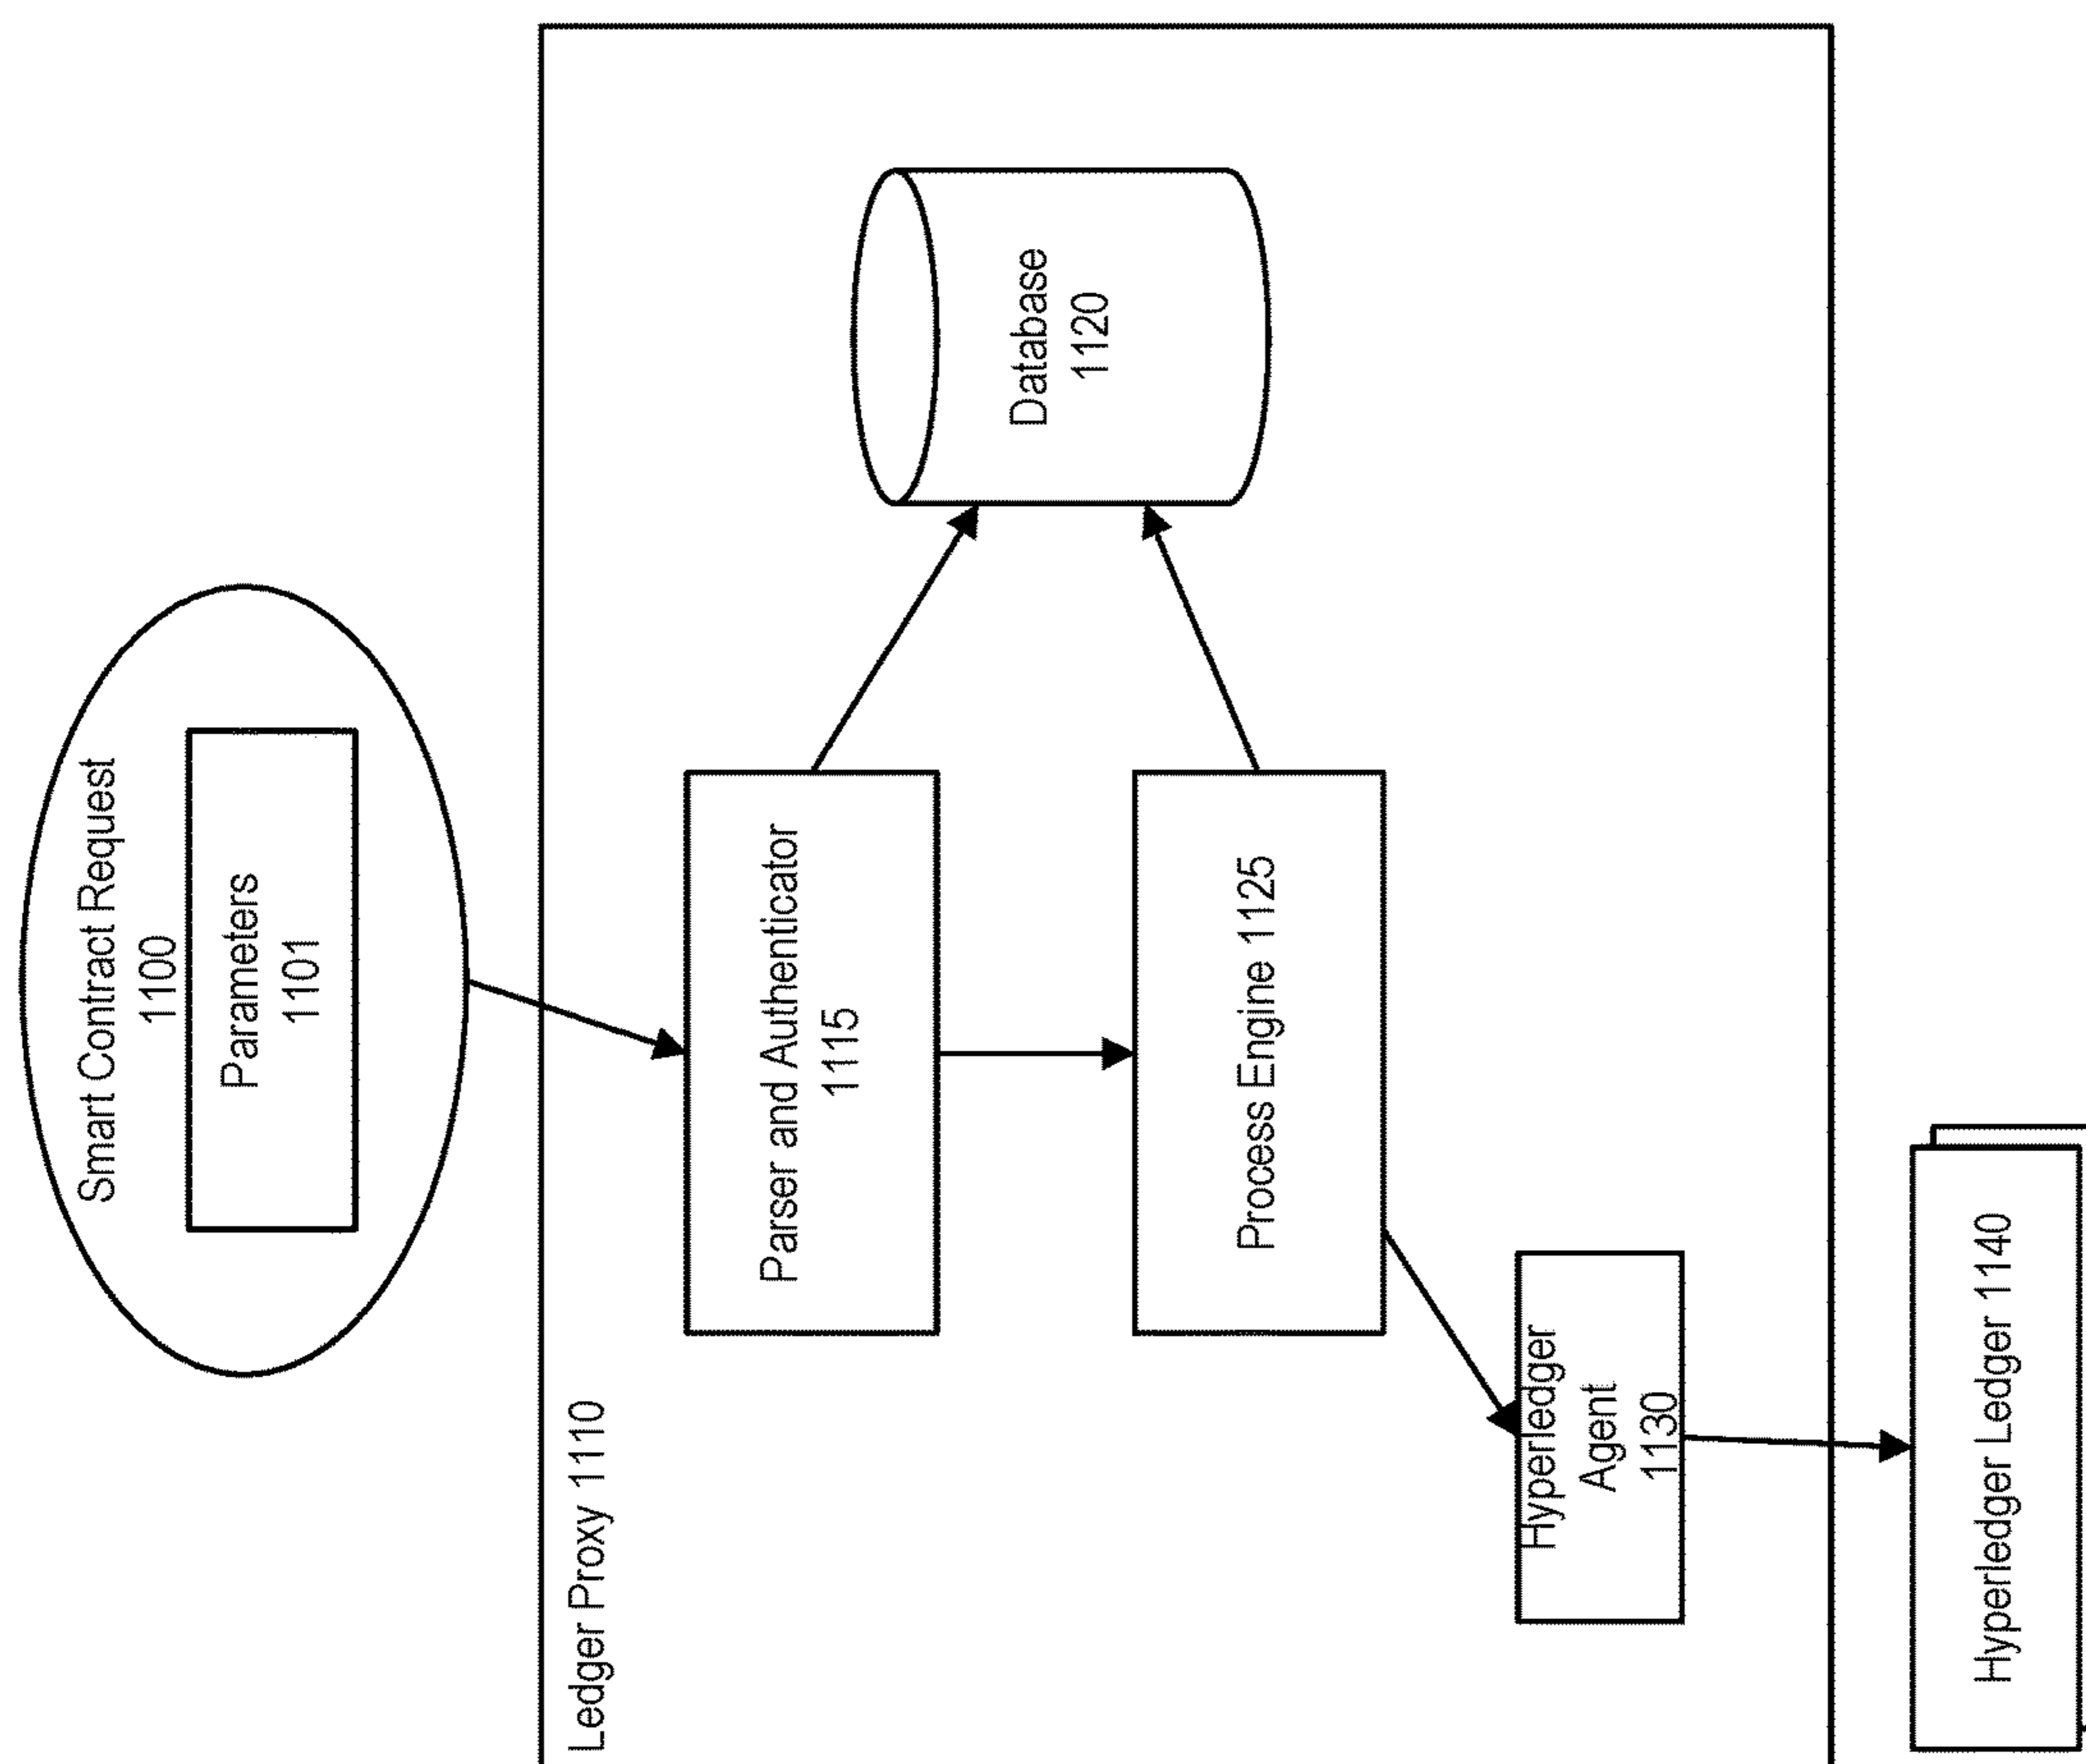 Smart Contract Request
1100
Parameters
1101
Ledger Proxy 1110
Parser and Authenticator
1115
Database
1120
Process Engine 1125
Hyperledger
Agent
1130
Hyperledger Ledger 1140